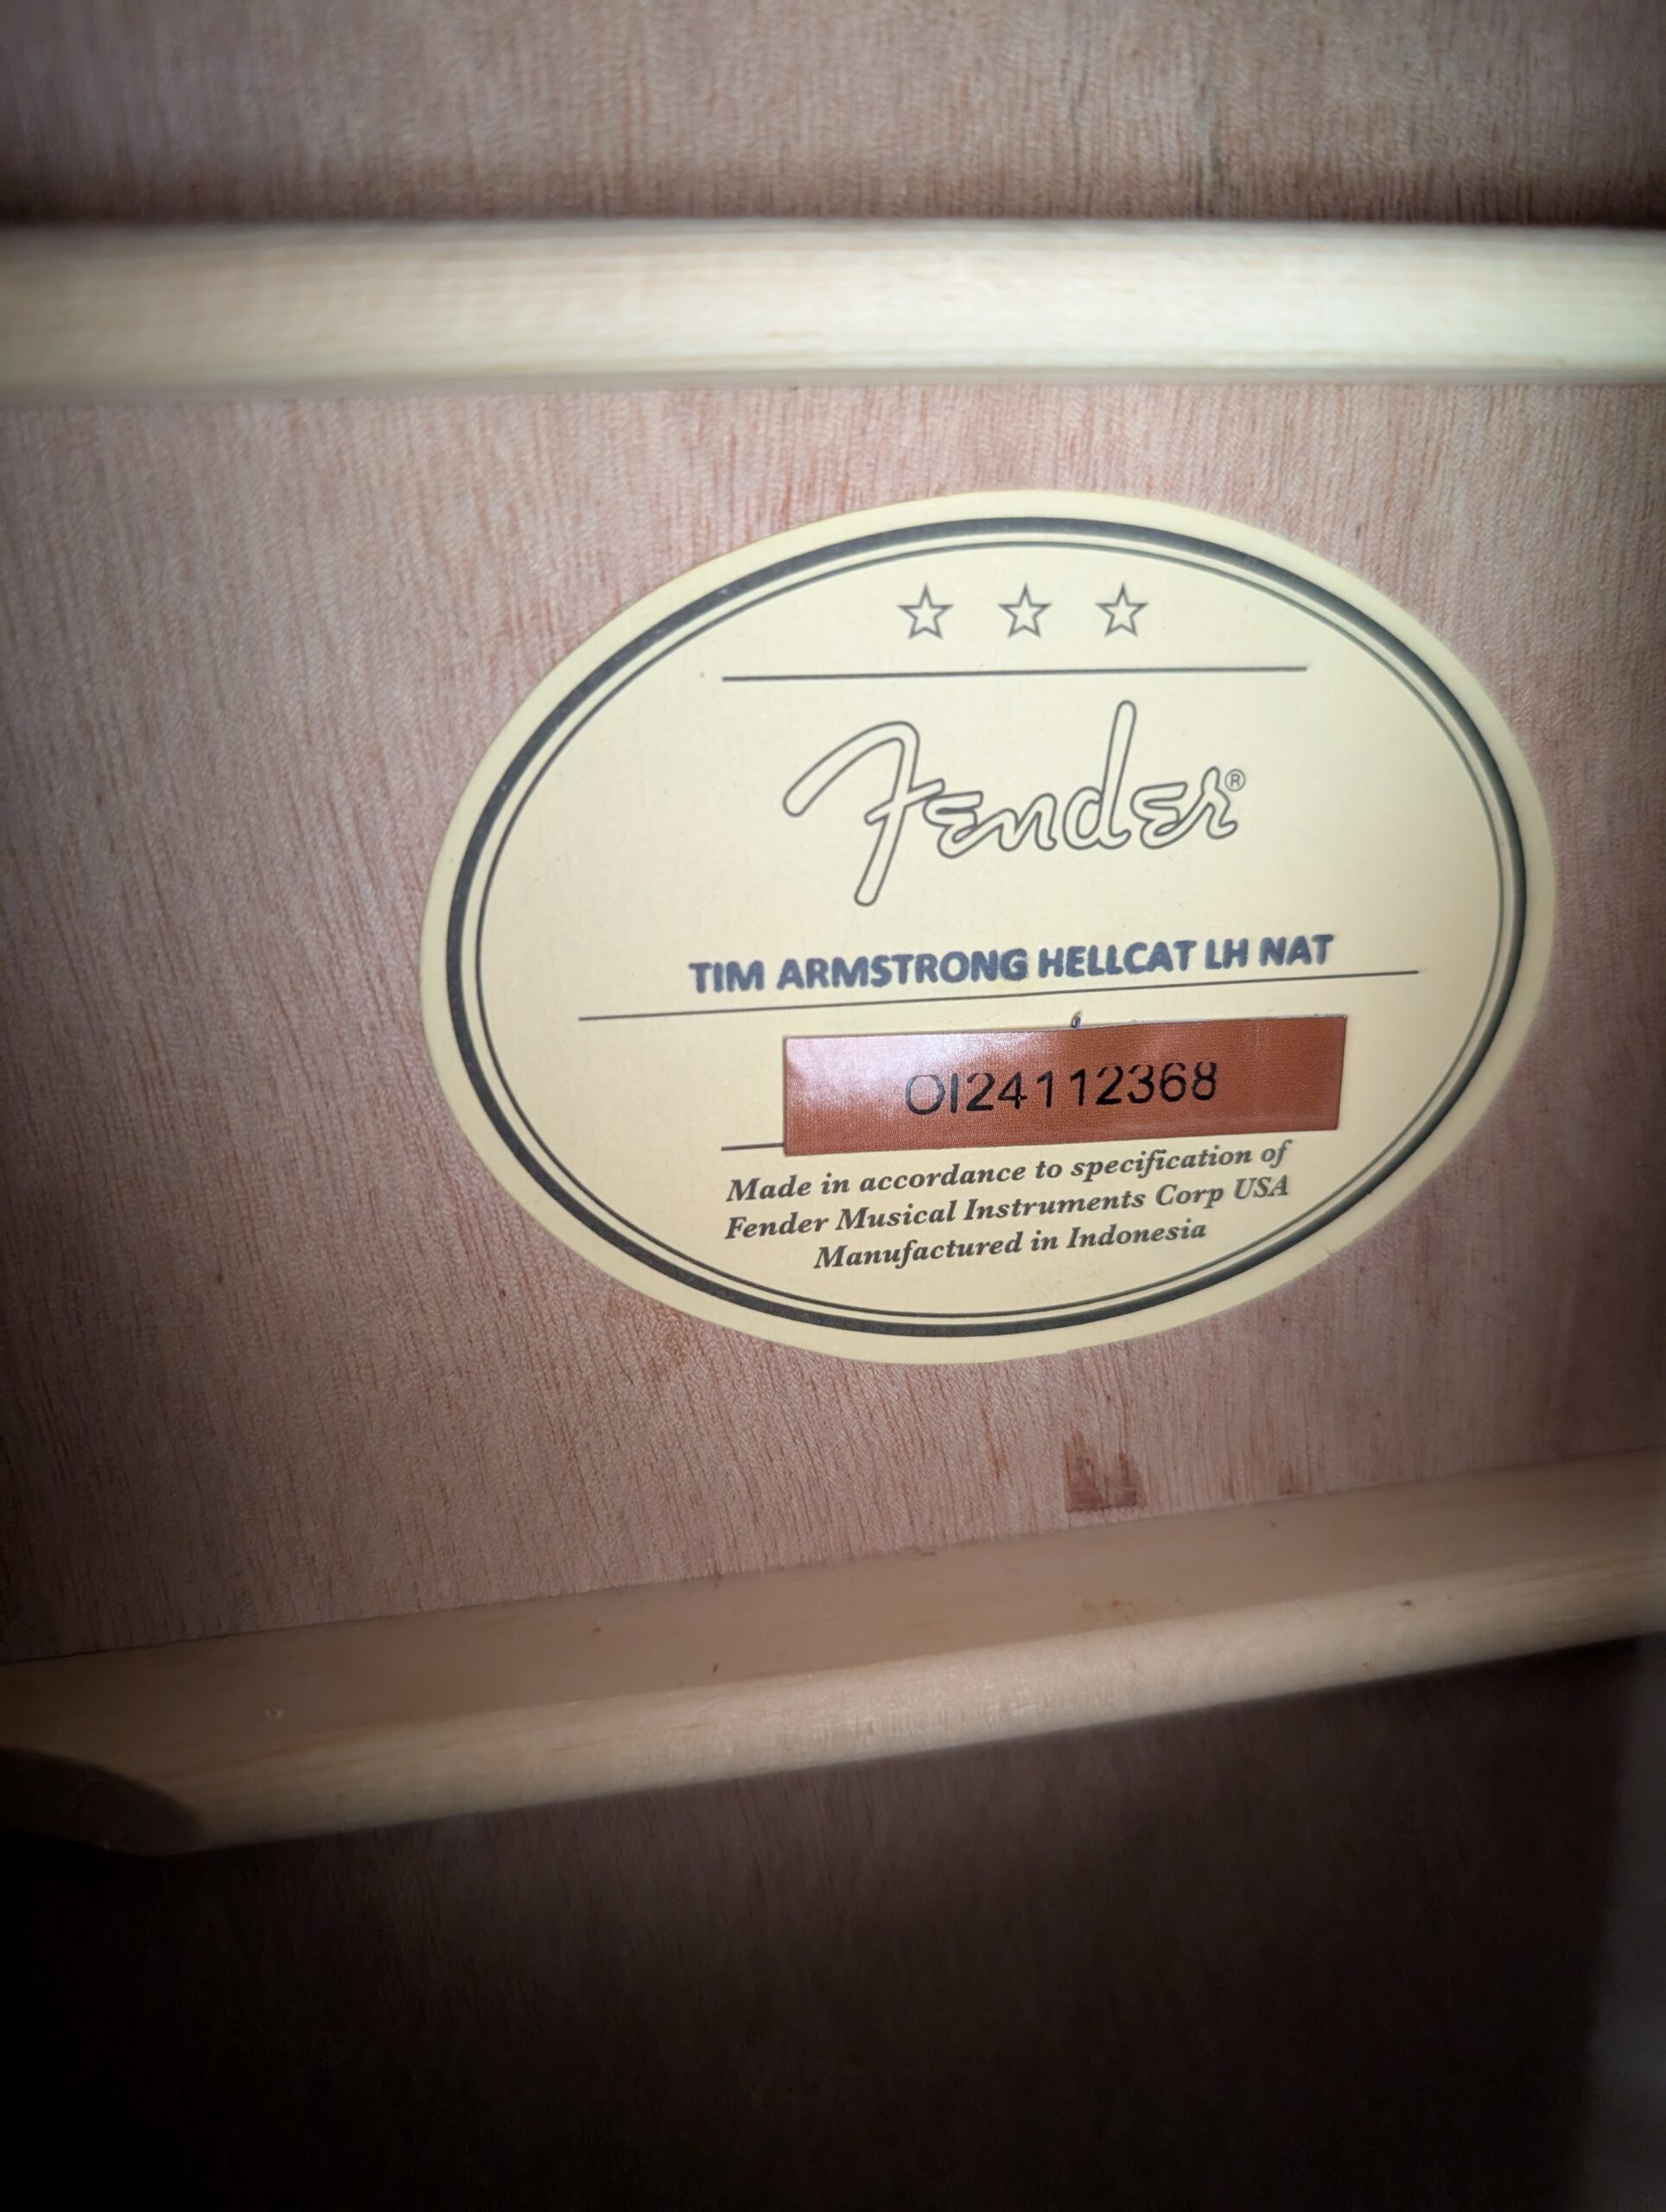 Fender®
TIM ARMSTRONG HELLCAT LH NAT
OI24112368
Made in accordance to specification of
Fender Musical Instruments Corp USA
Manufactured in Indonesia